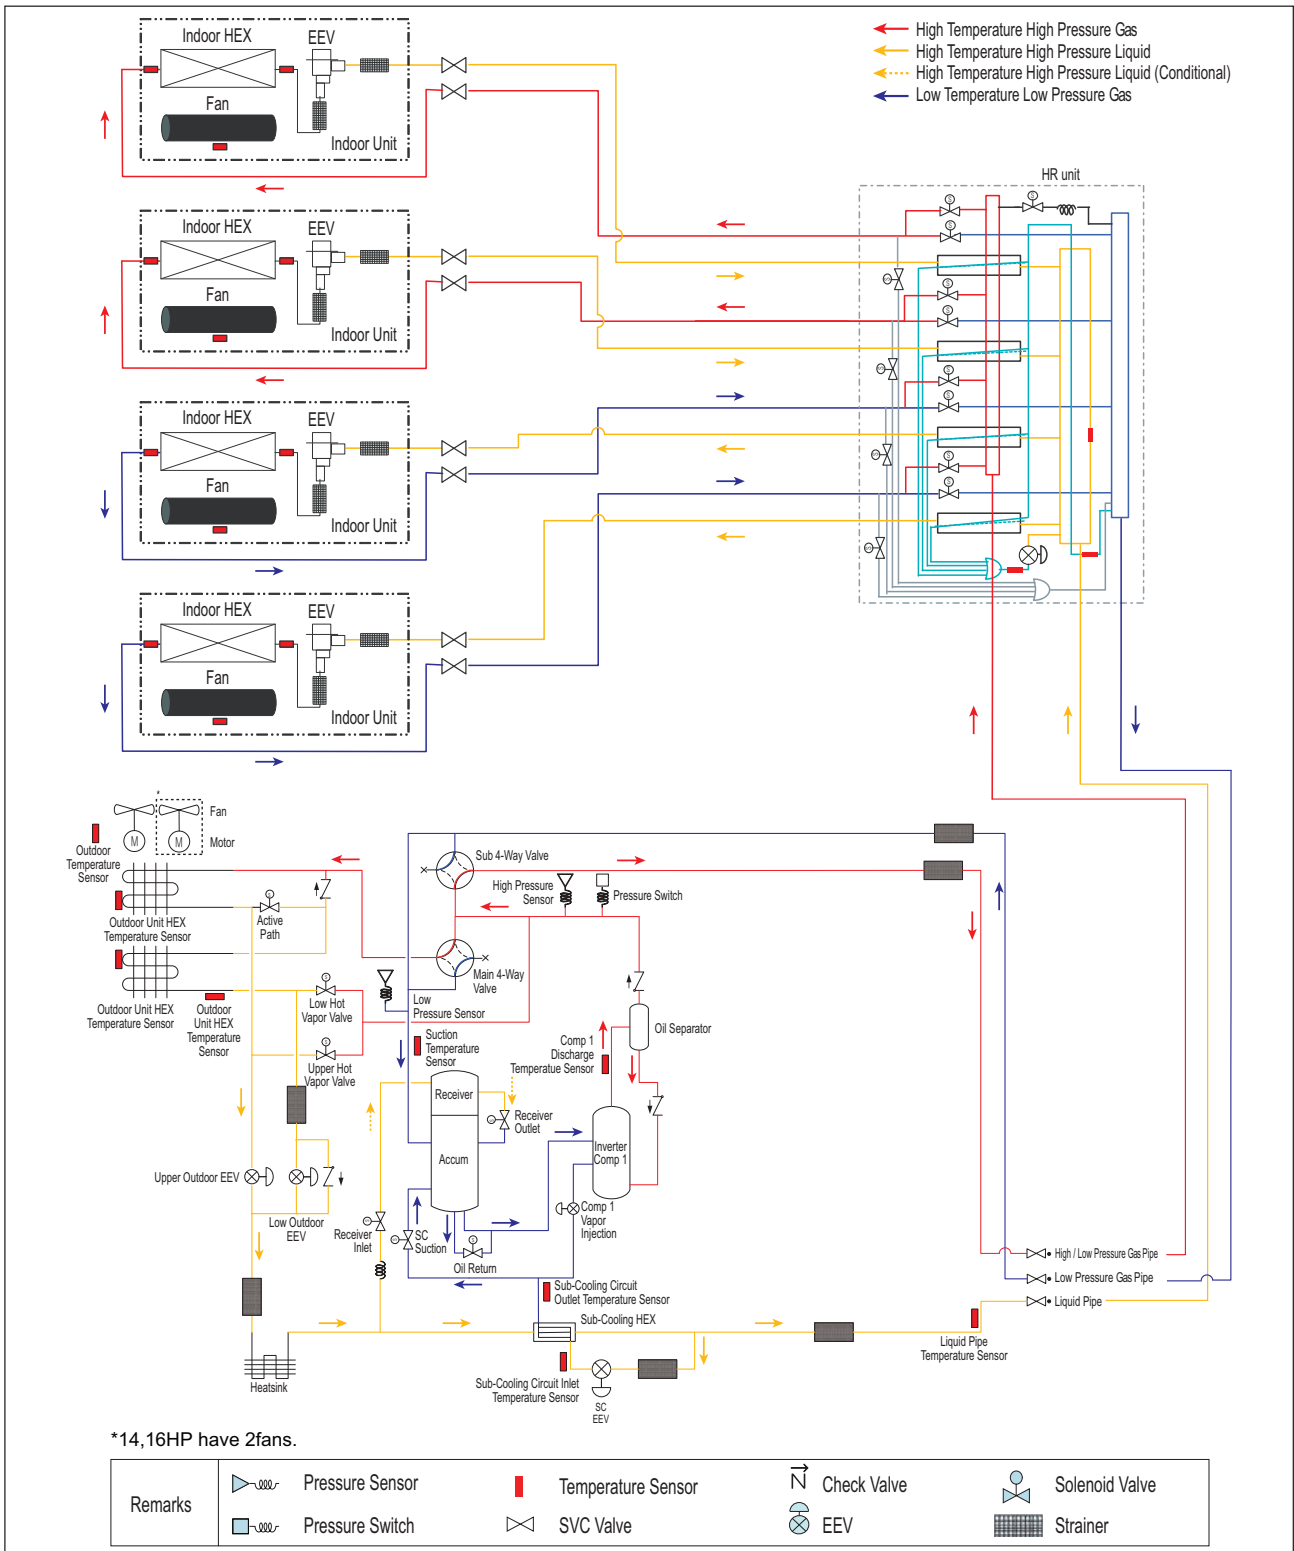 High Temperature High Pressure Gas
High Temperature High Pressure Liquid
High Temperature High Pressure Liquid (Conditional)
Low Temperature Low Pressure Gas
Indoor HEX
EEV
Fan
Indoor Unit
HR unit
S
S
S
S
S
S
S
S
S
S
S
S
S
Indoor HEX
EEV
Fan
Indoor Unit
Indoor HEX
EEV
Fan
Indoor Unit
Indoor HEX
EEV
Fan
Indoor Unit
*
Fan
M
M
Motor
Outdoor
Temperature
Sensor
Sub 4-Way Valve
High Pressure
Sensor
Pressure Switch
S
Active
Path
Outdoor Unit HEX
Temperature Sensor
Main 4-Way
Valve
Outdoor Unit HEX
Temperature Sensor
Outdoor
Unit HEX
Temperature
Sensor
S
Low Hot
Vapor Valve
Low
Pressure Sensor
S
Upper Hot
Vapor Valve
Suction
Temperature
Sensor
Comp 1
Discharge
Temperatue Sensor
Oil Separator
Receiver
S
Receiver
Outlet
Accum
Inverter
Comp 1
Upper Outdoor EEV
Low Outdoor
EEV
S
Receiver
Inlet
S
SC
Suction
S
Oil Return
Comp 1
Vapor
Injection
High / Low Pressure Gas Pipe
Low Pressure Gas Pipe
Liquid Pipe
Sub-Cooling Circuit
Outlet Temperature Sensor
Sub-Cooling HEX
Liquid Pipe
Temperature Sensor
Heatsink
Sub-Cooling Circuit Inlet
Temperature Sensor
SC
EEV
*14,16HP have 2fans.
Remarks
Pressure Sensor
Temperature Sensor
Check Valve
Solenoid Valve
Pressure Switch
SVC Valve
EEV
Strainer